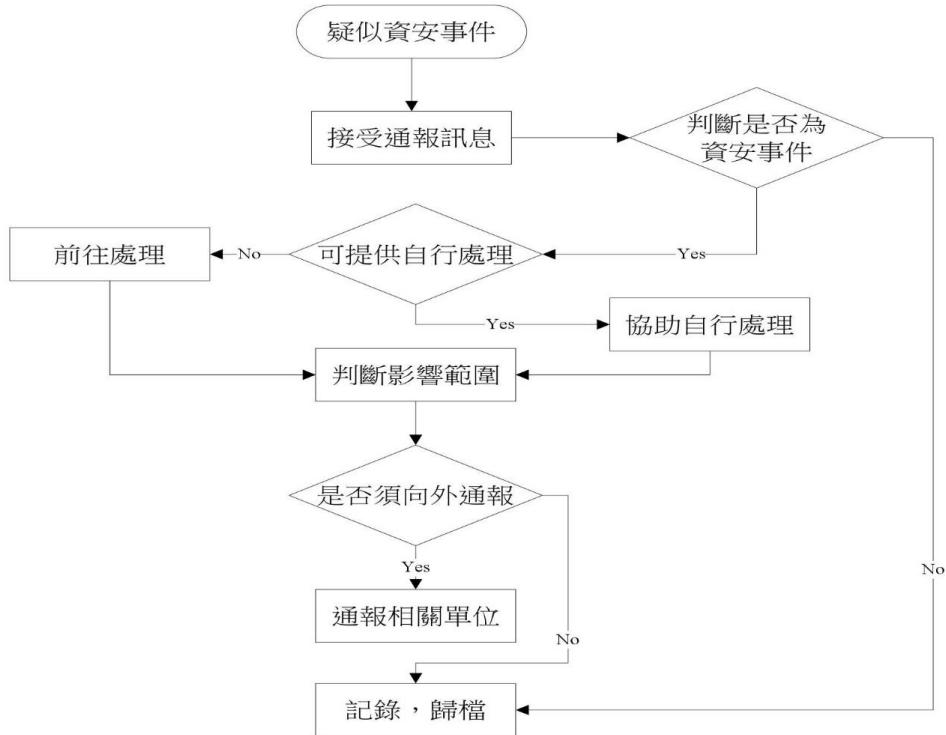 疑似資安事件
接受通報訊息
判斷是否為
資安事件
前往處理
No
可提供自行處理
Yes
Yes
協助自行處理
判斷影響範圍
是否須向外通報
Yes
No
通報相關單位
No
記錄，歸檔